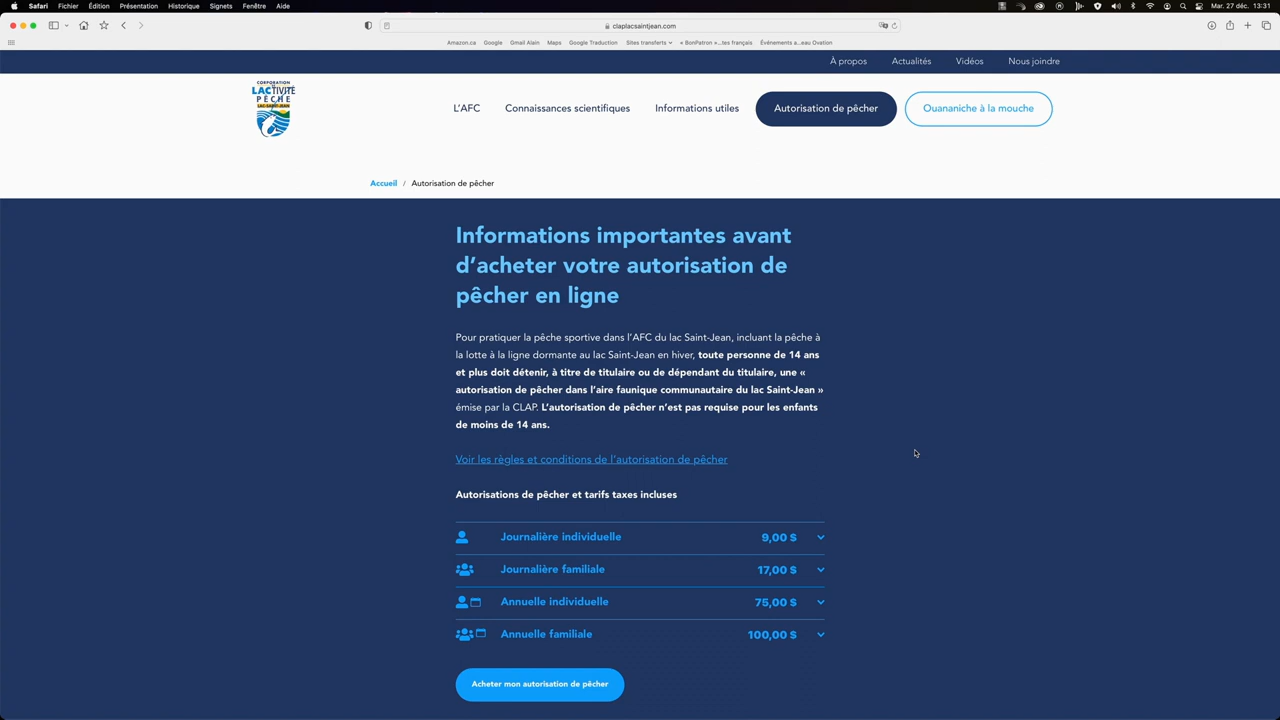 Safari Fichier Édition Présentation Historique Signets Fenêtre Aide Mar. 27 déc. 13:31
claplacsaintjean.com
Amazon.ca Google Gmail Alain Maps Google Traduction Sites transferts « BonPatron »...tes français Événements a...eau Ovation
À propos Actualités Vidéos Nous joindre
CORPORATION
LACTIVITÉ
PÊCHE
LAC-SAINT-JEAN
L'AFC Connaissances scientifiques Informations utiles Autorisation de pêcher Ouananiche à la mouche
Accueil / Autorisation de pêcher
Informations importantes avant
d'acheter votre autorisation de
pêcher en ligne
Pour pratiquer la pêche sportive dans l'AFC du lac Saint-Jean, incluant la pêche à
la lotte à la ligne dormante au lac Saint-Jean en hiver, toute personne de 14 ans
et plus doit détenir, à titre de titulaire ou de dépendant du titulaire, une «
autorisation de pêcher dans l'aire faunique communautaire du lac Saint-Jean »
émise par la CLAP. L'autorisation de pêcher n'est pas requise pour les enfants
de moins de 14 ans.
Voir les règles et conditions de l'autorisation de pêcher
Autorisations de pêcher et tarifs taxes incluses
Journalière individuelle 9,00 $
Journalière familiale 17,00 $
Annuelle individuelle 75,00 $
Annuelle familiale 100,00 $
Acheter mon autorisation de pêcher